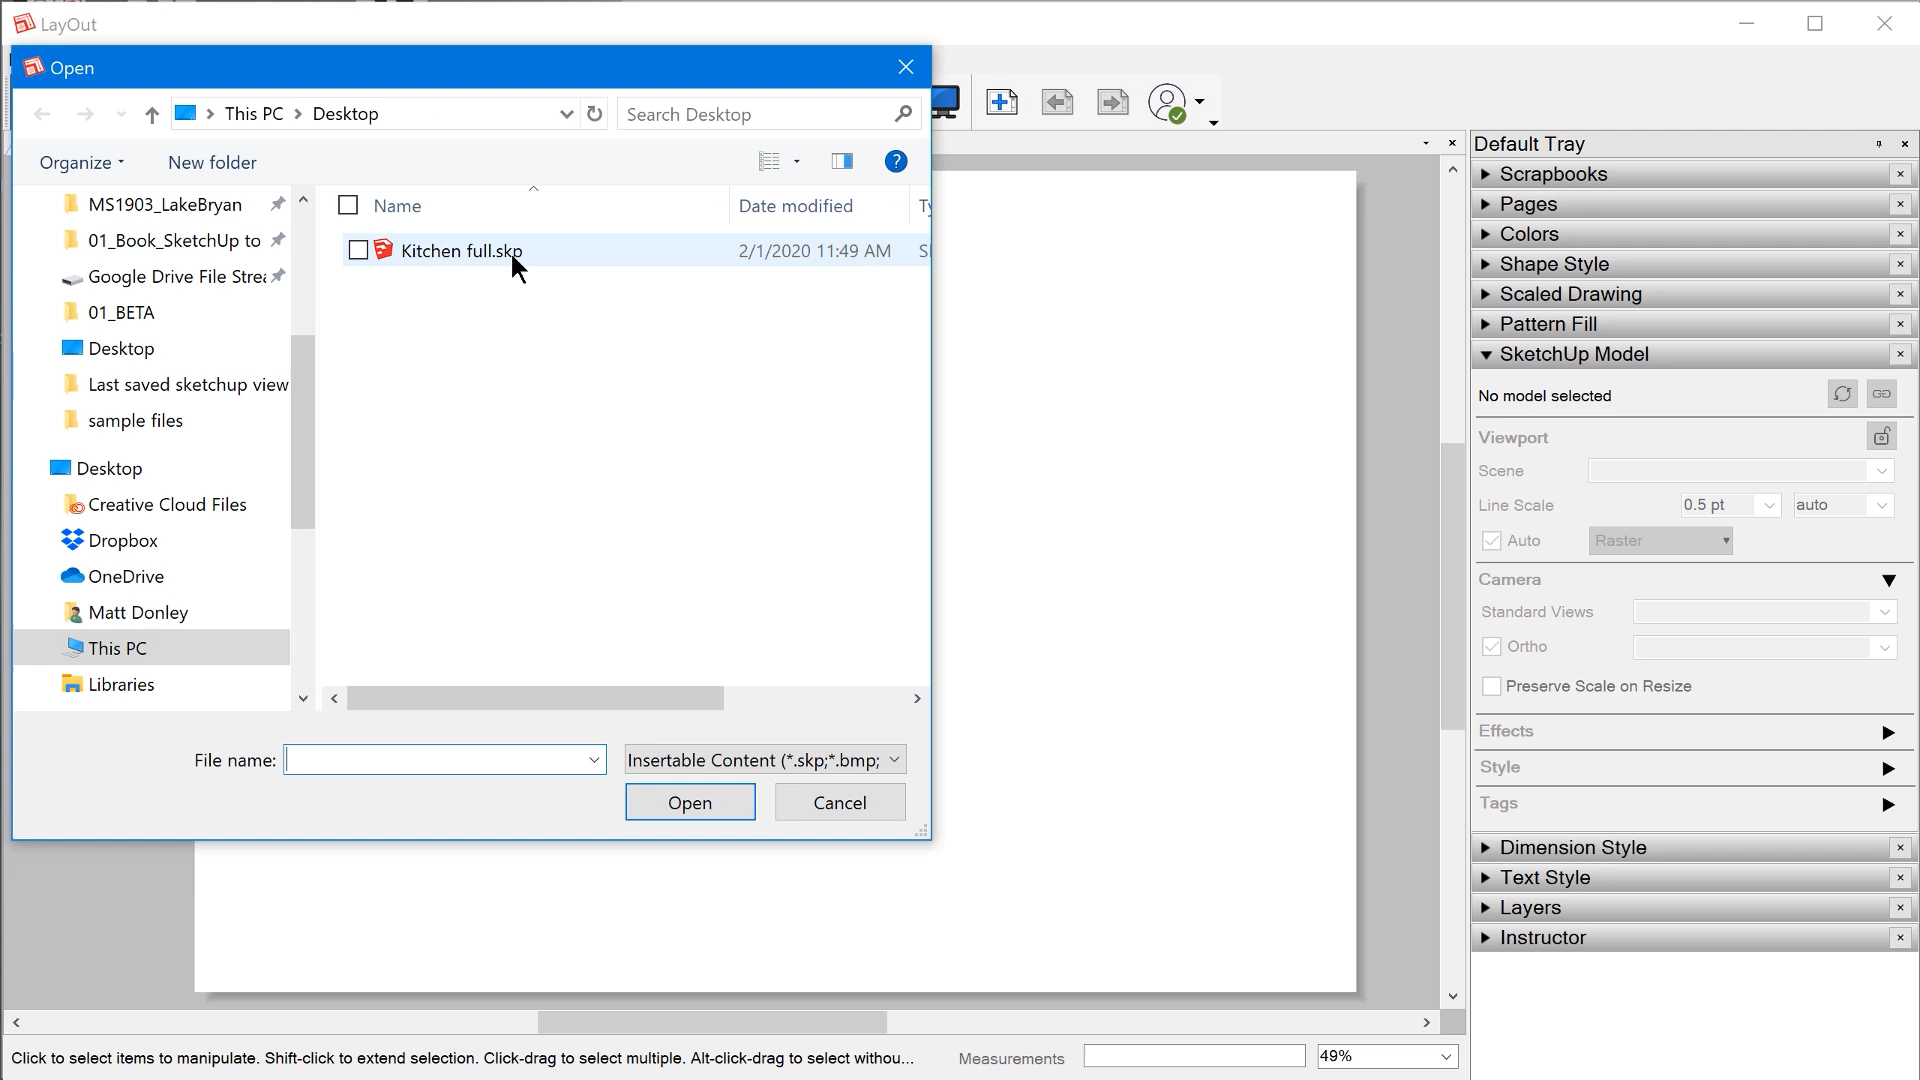 LayOut
Open
This PC
Desktop
Search Desktop
Organize
New folder
?
MS1903_LakeBryan
01_Book_SketchUp to
Google Drive File Strea
01_BETA
Desktop
Last saved sketchup view
sample files
Desktop
Creative Cloud Files
Dropbox
OneDrive
Matt Donley
This PC
Libraries
Name
Date modified
Ty
Kitchen full.skp
2/1/2020 11:49 AM
S
File name:
Insertable Content (*.skp;*.bmp;
Open
Cancel
Default Tray
Scrapbooks
Pages
Colors
Shape Style
Scaled Drawing
Pattern Fill
SketchUp Model
No model selected
Viewport
Scene
Line Scale
0.5 pt
auto
Auto
Raster
Camera
Standard Views
Ortho
Preserve Scale on Resize
Effects
Style
Tags
Dimension Style
Text Style
Layers
Instructor
Click to select items to manipulate. Shift-click to extend selection. Click-drag to select multiple. Alt-click-drag to select withou...
Measurements
49%